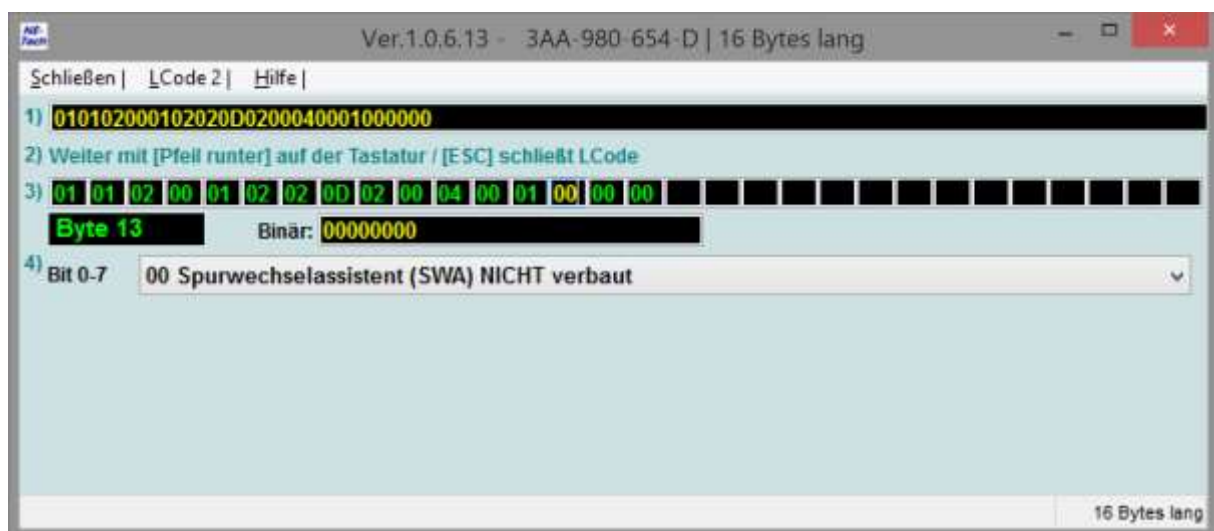 NE-Tech
Ver.1.0.6.13 - 3AA-980-654-D | 16 Bytes lang
Schließen | LCode 2 | Hilfe |
1) 010102000102020D0200040001000000
2) Weiter mit [Pfeil runter] auf der Tastatur / [ESC] schließt LCode
3) 01 01 02 00 01 02 02 0D 02 00 04 00 01 00 00 00
Byte 13 Binär: 00000000
4) Bit 0-7 00 Spurwechselassistent (SWA) NICHT verbaut
16 Bytes lang